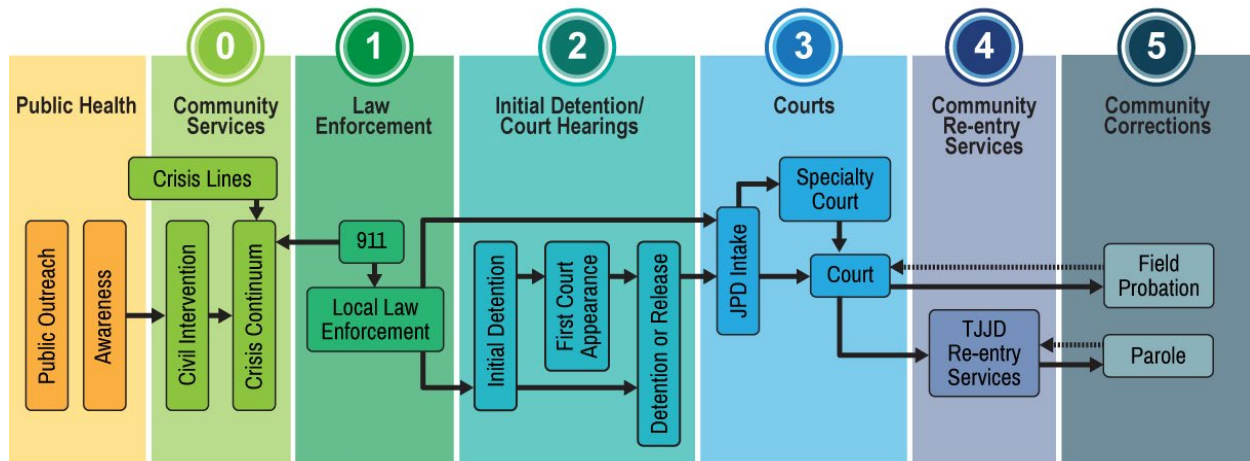 0
1
2
3
4
5
Public Health
Community
Services
Law
Enforcement
Initial Detention/
Court Hearings
Courts
Community
Re-entry
Services
Community
Corrections
Crisis Lines
Public Outreach
Awareness
Civil Intervention
Crisis Continuum
911
Local Law
Enforcement
Initial Detention
First Court
Appearance
Detention or Release
JPD Intake
Specialty
Court
Court
TJJD
Re-entry
Services
Field
Probation
Parole